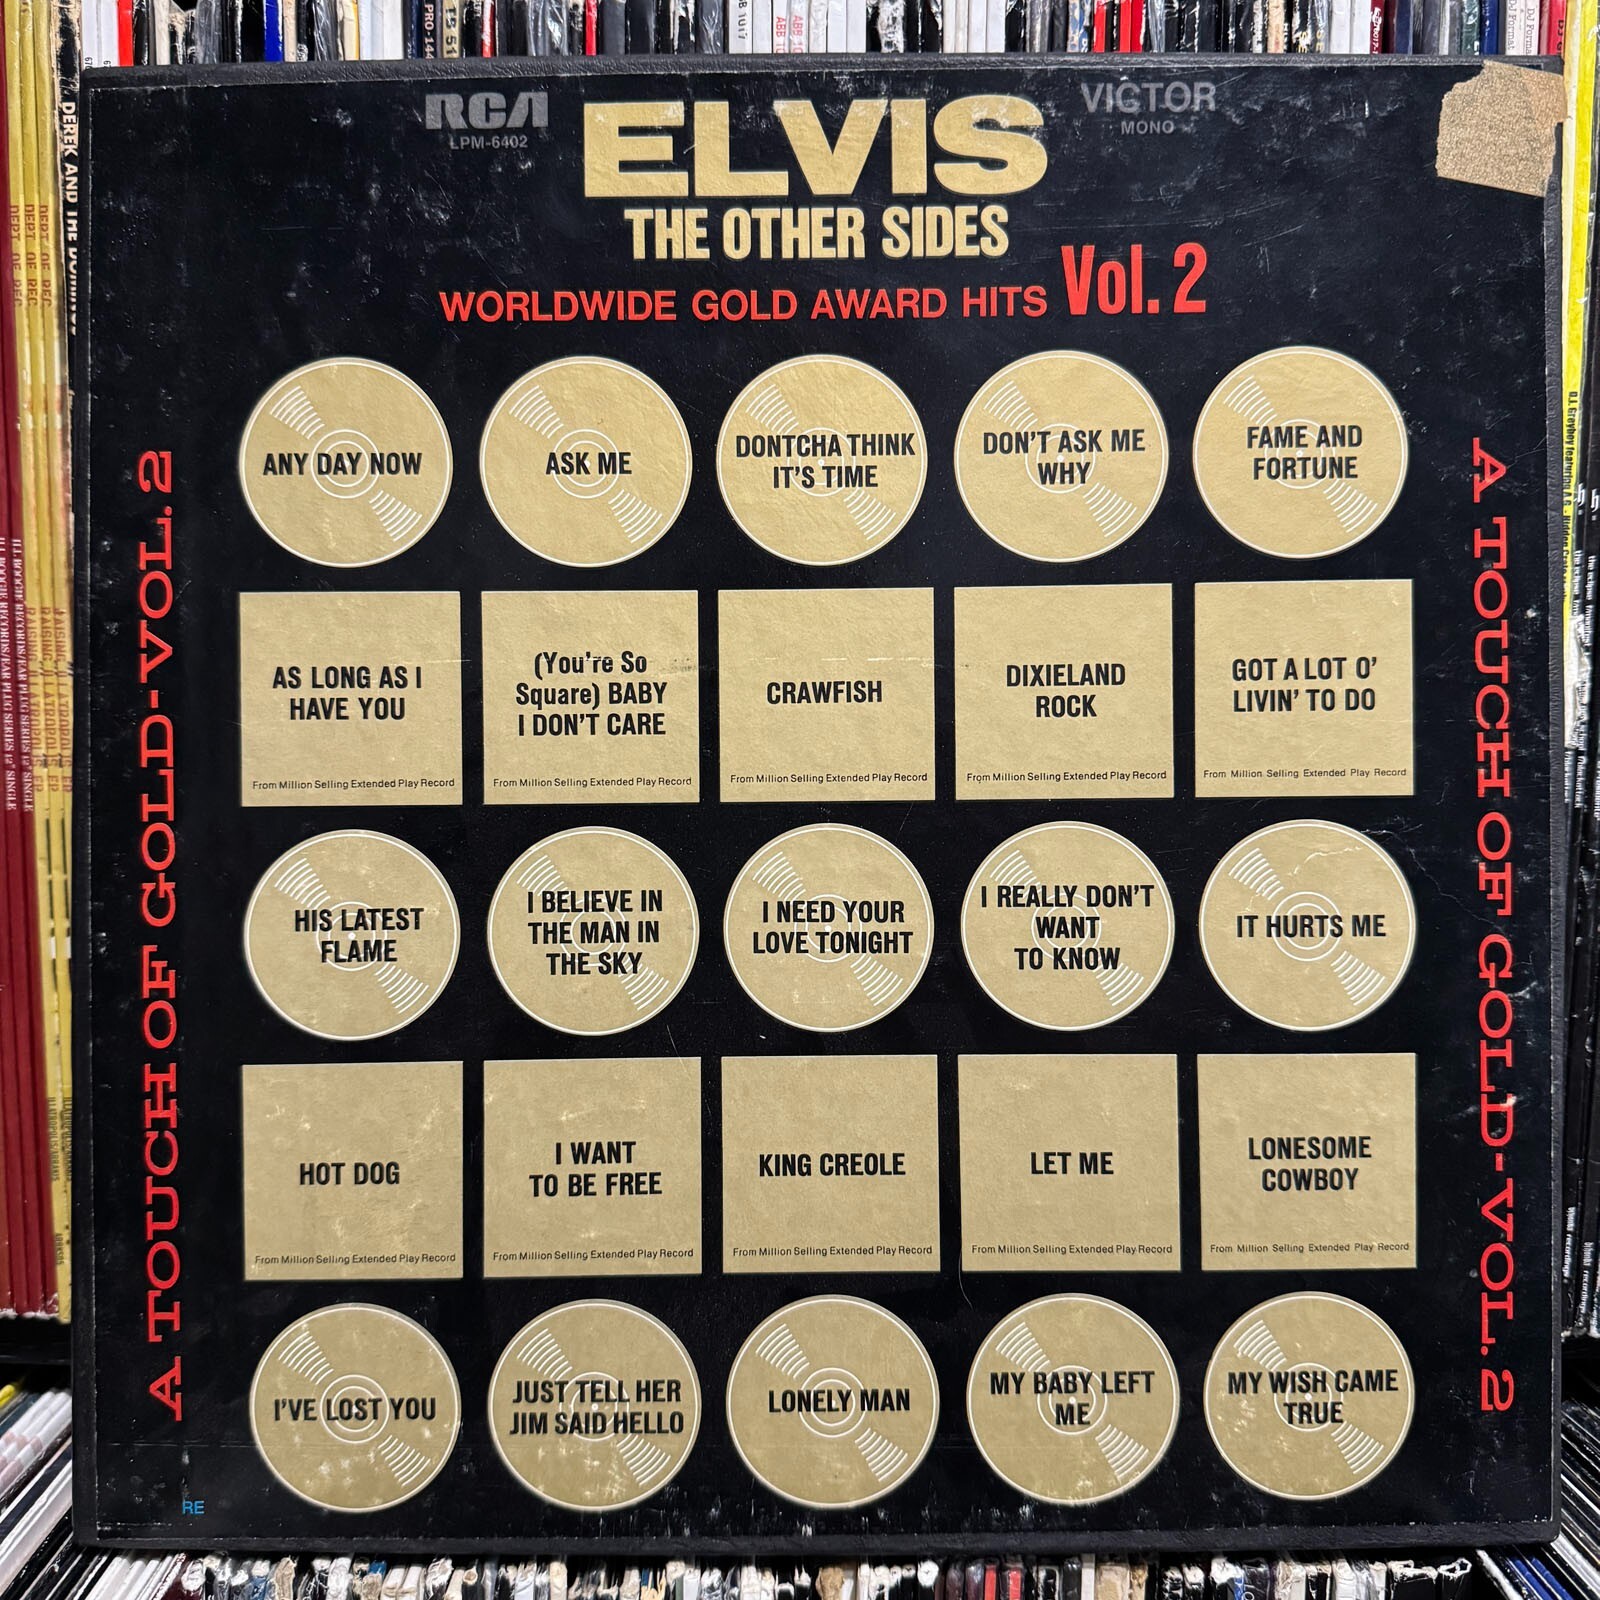 RCA
LPM-6402
ELVIS
VICTOR
MONO
THE OTHER SIDES
WORLDWIDE GOLD AWARD HITS Vol. 2
A TOUCH OF GOLD-VOL. 2
A TOUCH OF GOLD-VOL. 2
ANY DAY NOW
ASK ME
DONTCHA THINK
IT'S TIME
DON'T ASK ME
WHY
FAME AND
FORTUNE
AS LONG AS I
HAVE YOU
From Million Selling Extended Play Record
(You're So
Square) BABY
I DON'T CARE
From Million Selling Extended Play Record
CRAWFISH
From Million Selling Extended Play Record
DIXIELAND
ROCK
From Million Selling Extended Play Record
GOT A LOT O'
LIVIN' TO DO
From Million Selling Extended Play Record
HIS LATEST
FLAME
I BELIEVE IN
THE MAN IN
THE SKY
I NEED YOUR
LOVE TONIGHT
I REALLY DON'T
WANT
TO KNOW
IT HURTS ME
HOT DOG
From Million Selling Extended Play Record
I WANT
TO BE FREE
From Million Selling Extended Play Record
KING CREOLE
From Million Selling Extended Play Record
LET ME
From Million Selling Extended Play Record
LONESOME
COWBOY
From Million Selling Extended Play Record
I'VE LOST YOU
JUST TELL HER
JIM SAID HELLO
LONELY MAN
MY BABY LEFT
ME
MY WISH CAME
TRUE
RE
DEREK AND THE